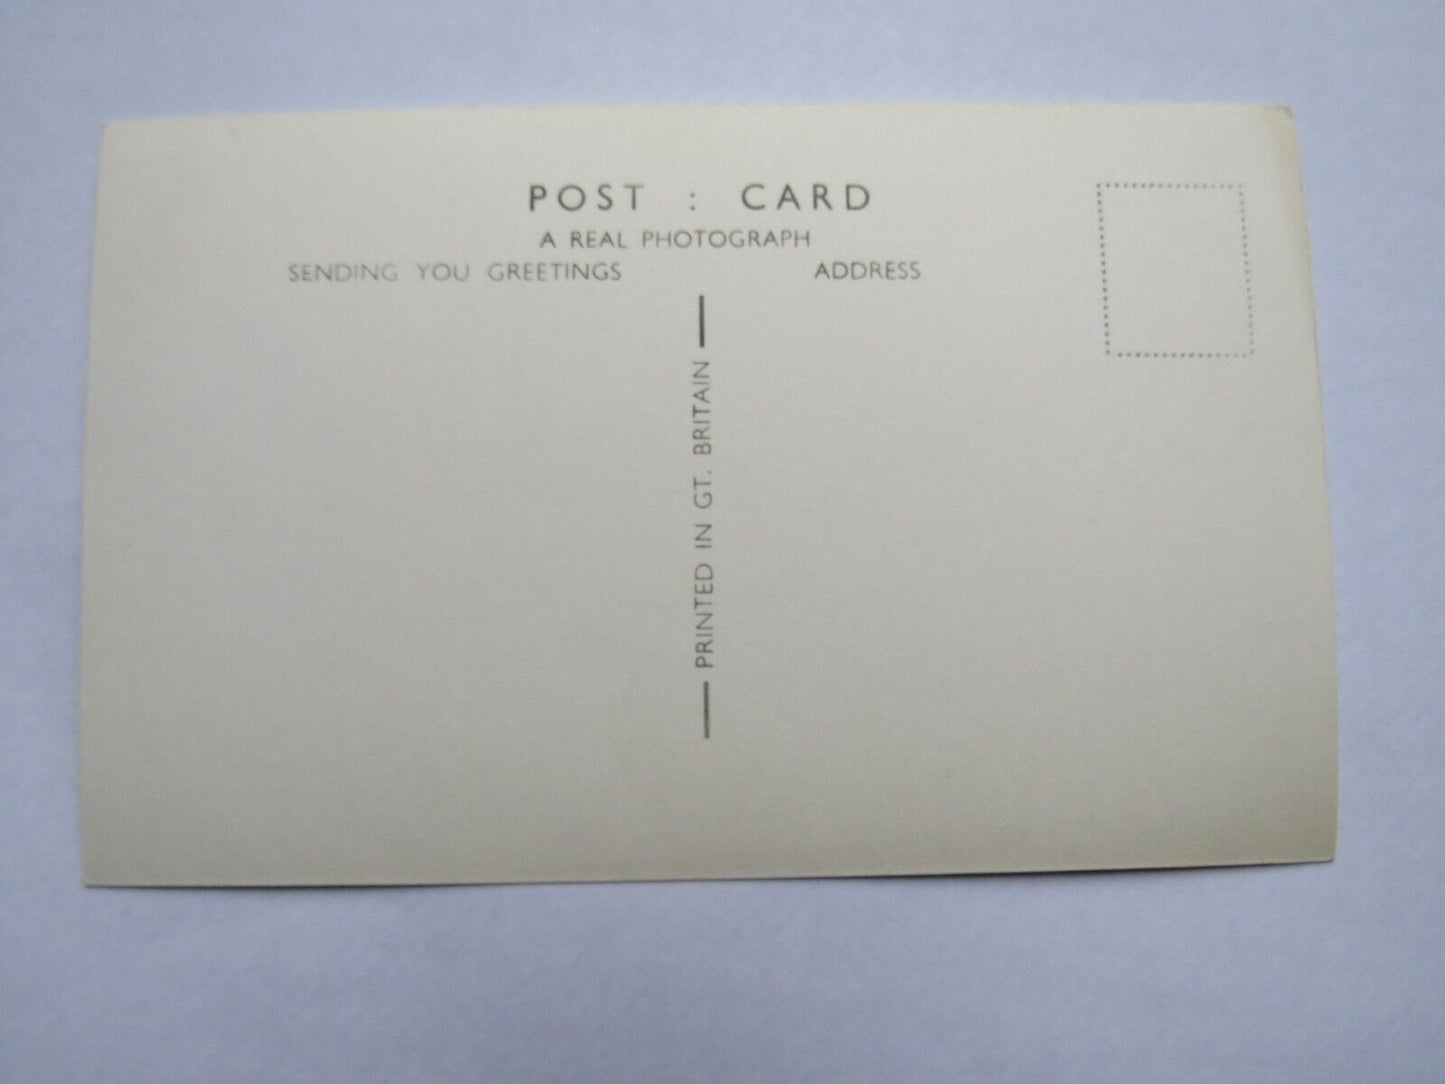 POST : CARD
A REAL PHOTOGRAPH
SENDING YOU GREETINGS
ADDRESS
PRINTED IN GT. BRITAIN